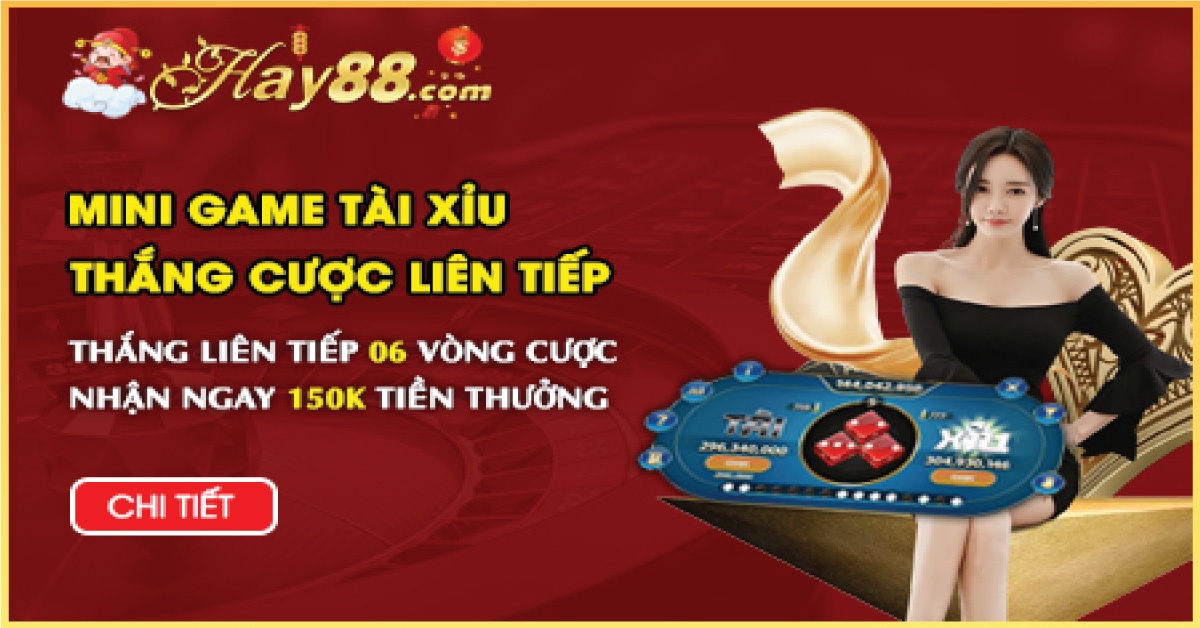 Hay88.com
MINI GAME TÀI XỈU
THẮNG CƯỢC LIÊN TIẾP
THẮNG LIÊN TIẾP 06 VÒNG CƯỢC
NHẬN NGAY 150K TIỀN THƯỞNG
CHI TIẾT
TÀI
XỈU
296,340,000
304,930,146